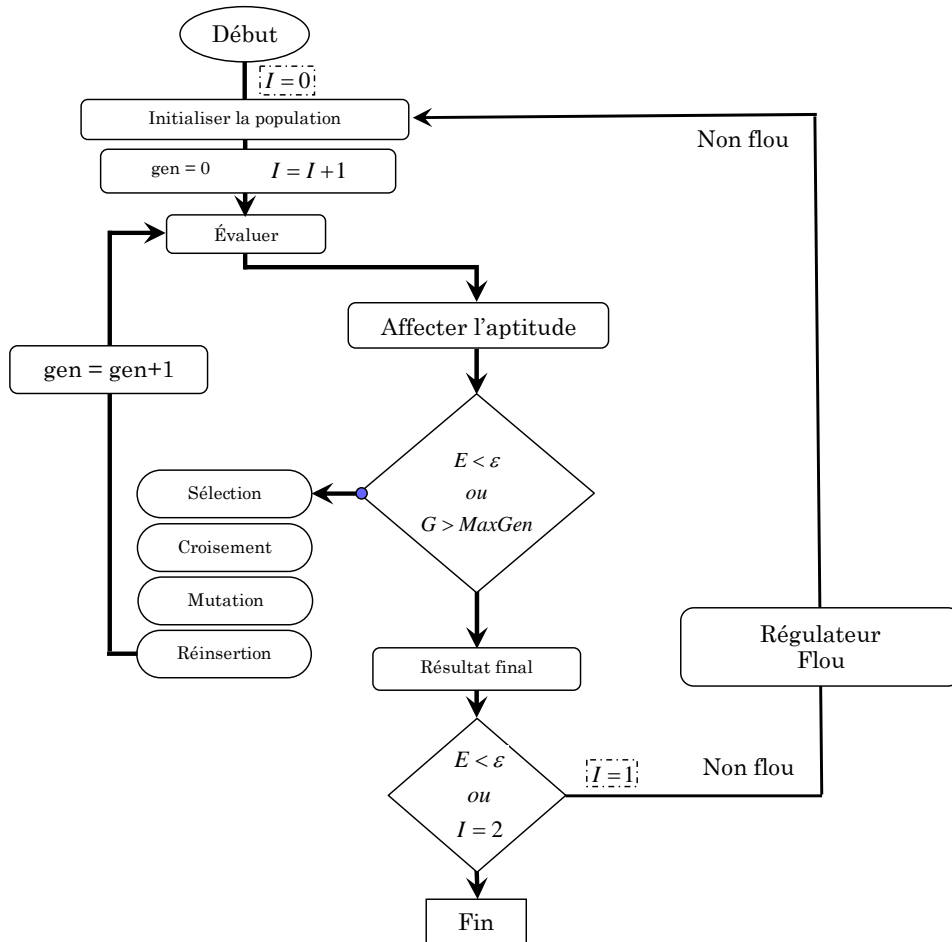 Début
I = 0
Initialiser la population
Non flou
gen = 0 I = I +1
Évaluer
Affecter l'aptitude
gen = gen+1
E < ε
ou
G > MaxGen
Sélection
Croisement
Mutation
Réinsertion
Régulateur
Flou
Résultat final
E < ε
ou
I = 2
I =1
Non flou
Fin